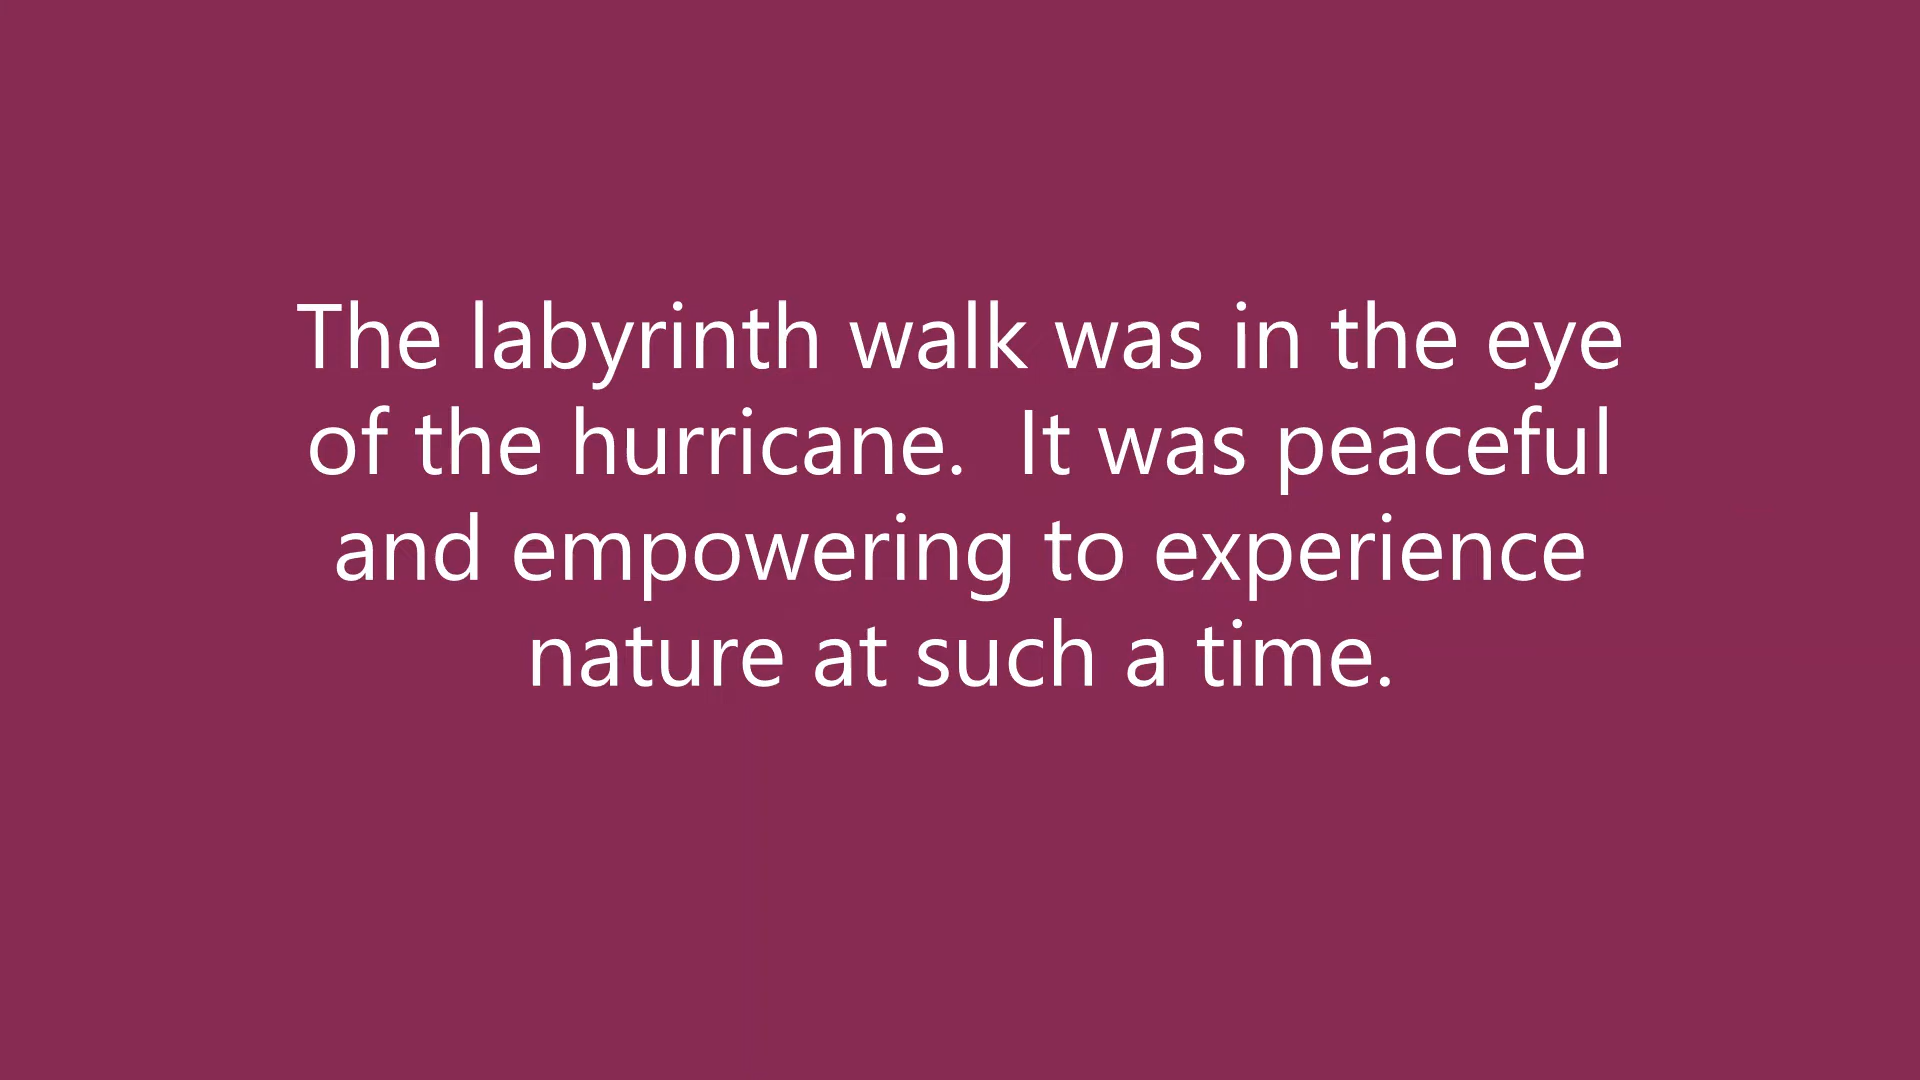 The labyrinth walk was in the eye
of the hurricane.  It was peaceful
and empowering to experience
nature at such a time.